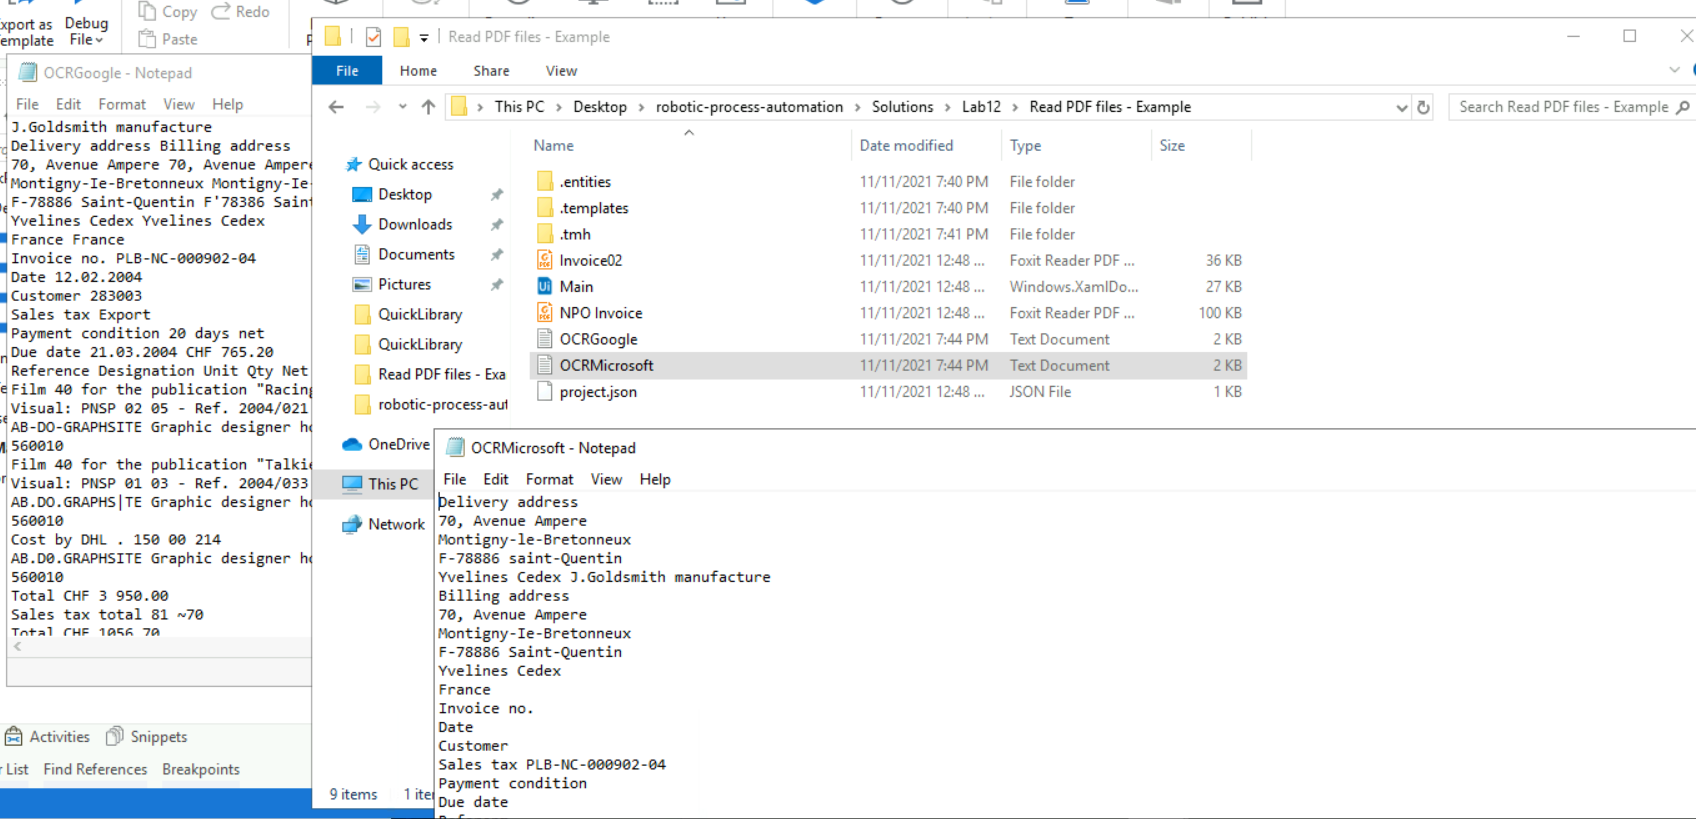 Export as
Template
Debug
File
Copy
Redo
Paste
OCRGoogle - Notepad
File Edit Format View Help
J.Goldsmith manufacture
Delivery address Billing address
70, Avenue Ampere 70, Avenue Ampere
Montigny-Ie-Bretonneux Montigny-Ie-
F-78886 Saint-Quentin F'78386 Saint
Yvelines Cedex Yvelines Cedex
France France
Invoice no. PLB-NC-000902-04
Date 12.02.2004
Customer 283003
Sales tax Export
Payment condition 20 days net
Due date 21.03.2004 CHF 765.20
Reference Designation Unit Qty Net
Film 40 for the publication "Racing
Visual: PNSP 02 05 - Ref. 2004/021
AB-DO-GRAPHSITE Graphic designer ho
560010
Film 40 for the publication "Talkie
Visual: PNSP 01 03 - Ref. 2004/033
AB.DO.GRAPHS|TE Graphic designer ho
560010
Cost by DHL . 150 00 214
AB.D0.GRAPHSITE Graphic designer ho
560010
Total CHF 3 950.00
Sales tax total 81 ~70
Total CHF 1056.70
Read PDF files - Example
File Home Share View
This PC > Desktop > robotic-process-automation > Solutions > Lab12 > Read PDF files - Example
Search Read PDF files - Example
Quick access
Desktop
Downloads
Documents
Pictures
QuickLibrary
QuickLibrary
Read PDF files - Exa
robotic-process-aut
OneDrive
This PC
Network
Name Date modified Type Size
.entities 11/11/2021 7:40 PM File folder
.templates 11/11/2021 7:40 PM File folder
.tmh 11/11/2021 7:41 PM File folder
Invoice02 11/11/2021 12:48 ... Foxit Reader PDF ... 36 KB
Main 11/11/2021 12:48 ... Windows.XamlDo... 27 KB
NPO Invoice 11/11/2021 12:48 ... Foxit Reader PDF ... 100 KB
OCRGoogle 11/11/2021 7:44 PM Text Document 2 KB
OCRMicrosoft 11/11/2021 7:44 PM Text Document 2 KB
project.json 11/11/2021 12:48 ... JSON File 1 KB
OCRMicrosoft - Notepad
File Edit Format View Help
Delivery address
70, Avenue Ampere
Montigny-le-Bretonneux
F-78886 saint-Quentin
Yvelines Cedex J.Goldsmith manufacture
Billing address
70, Avenue Ampere
Montigny-Ie-Bretonneux
F-78886 Saint-Quentin
Yvelines Cedex
France
Invoice no.
Date
Customer
Sales tax PLB-NC-000902-04
Payment condition
Due date
Activities Snippets
List Find References Breakpoints
9 items 1 ite